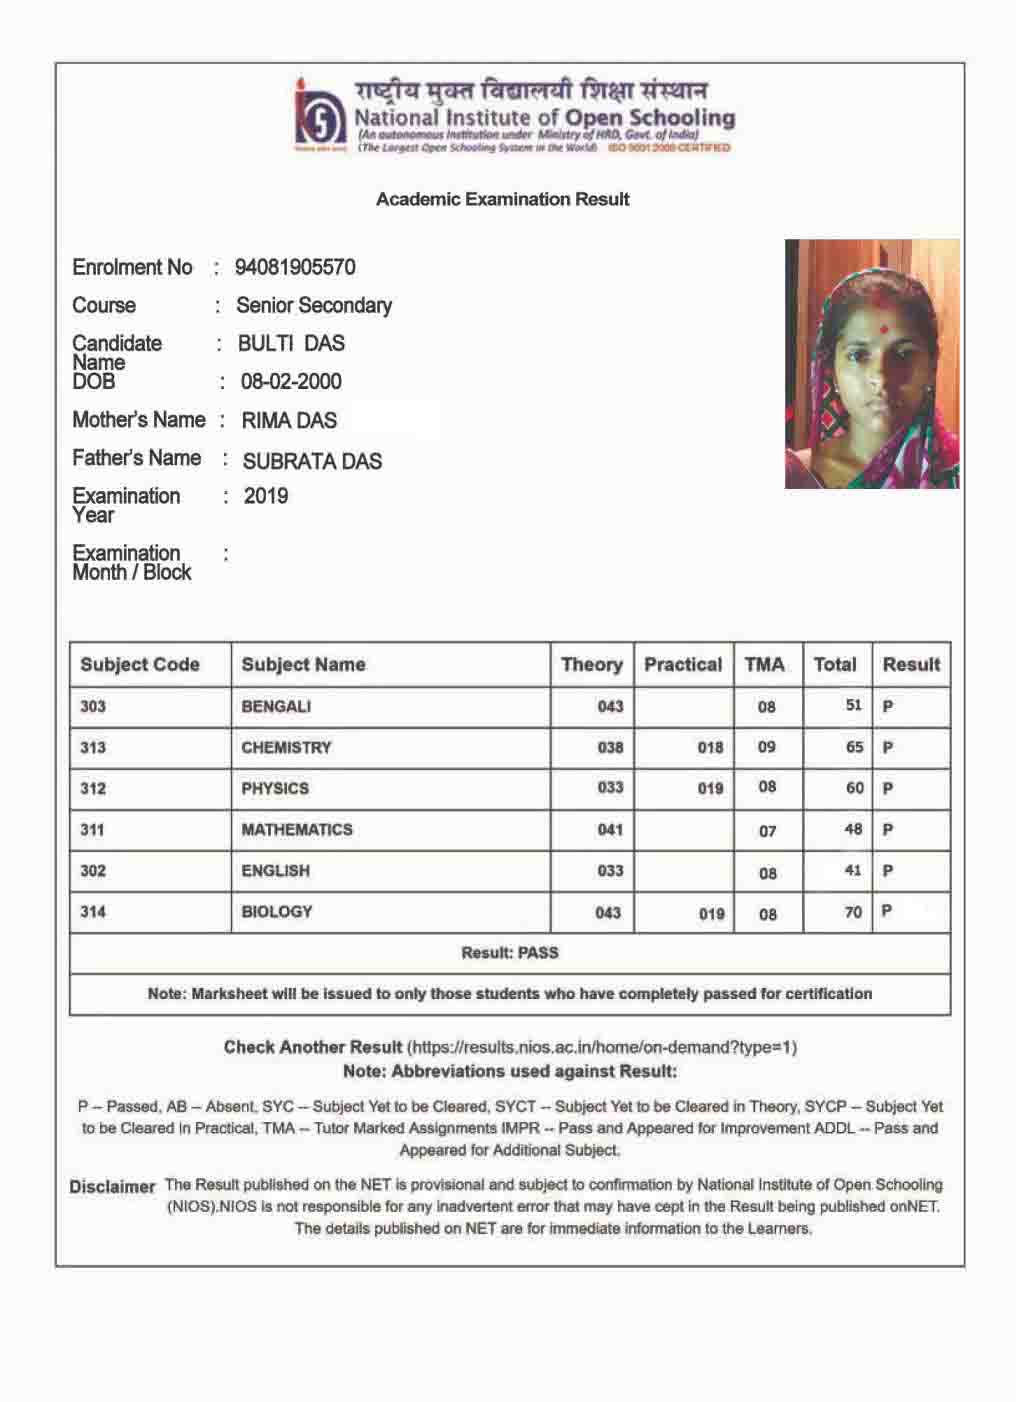 राष्ट्रीय मुक्त विद्यालयी शिक्षा संस्थान
National Institute of Open Schooling
(An autonomous Institution under Ministry of HRD, Govt. of India)
(The Largest Open Schooling System in the World) ISO 9001:2008 CERTIFIED
Academic Examination Result
Enrolment No : 94081905570
Course : Senior Secondary
Candidate Name : BULTI DAS
DOB : 08-02-2000
Mother's Name : RIMA DAS
Father's Name : SUBRATA DAS
Examination Year : 2019
Examination Month / Block :
Subject Code Subject Name Theory Practical TMA Total Result
303 BENGALI 043 08 51 P
313 CHEMISTRY 038 018 09 65 P
312 PHYSICS 033 019 08 60 P
311 MATHEMATICS 041 07 48 P
302 ENGLISH 033 08 41 P
314 BIOLOGY 043 019 08 70 P
Result: PASS
Note: Marksheet will be issued to only those students who have completely passed for certification
Check Another Result (https://results.nios.ac.in/home/on-demand?type=1)
Note: Abbreviations used against Result:
P -- Passed, AB -- Absent, SYC -- Subject Yet to be Cleared, SYCT -- Subject Yet to be Cleared in Theory, SYCP -- Subject Yet
to be Cleared in Practical, TMA -- Tutor Marked Assignments IMPR -- Pass and Appeared for Improvement ADDL -- Pass and
Appeared for Additional Subject.
Disclaimer The Result published on the NET is provisional and subject to confirmation by National Institute of Open Schooling
(NIOS).NIOS is not responsible for any inadvertent error that may have cept in the Result being published onNET.
The details published on NET are for immediate information to the Learners.